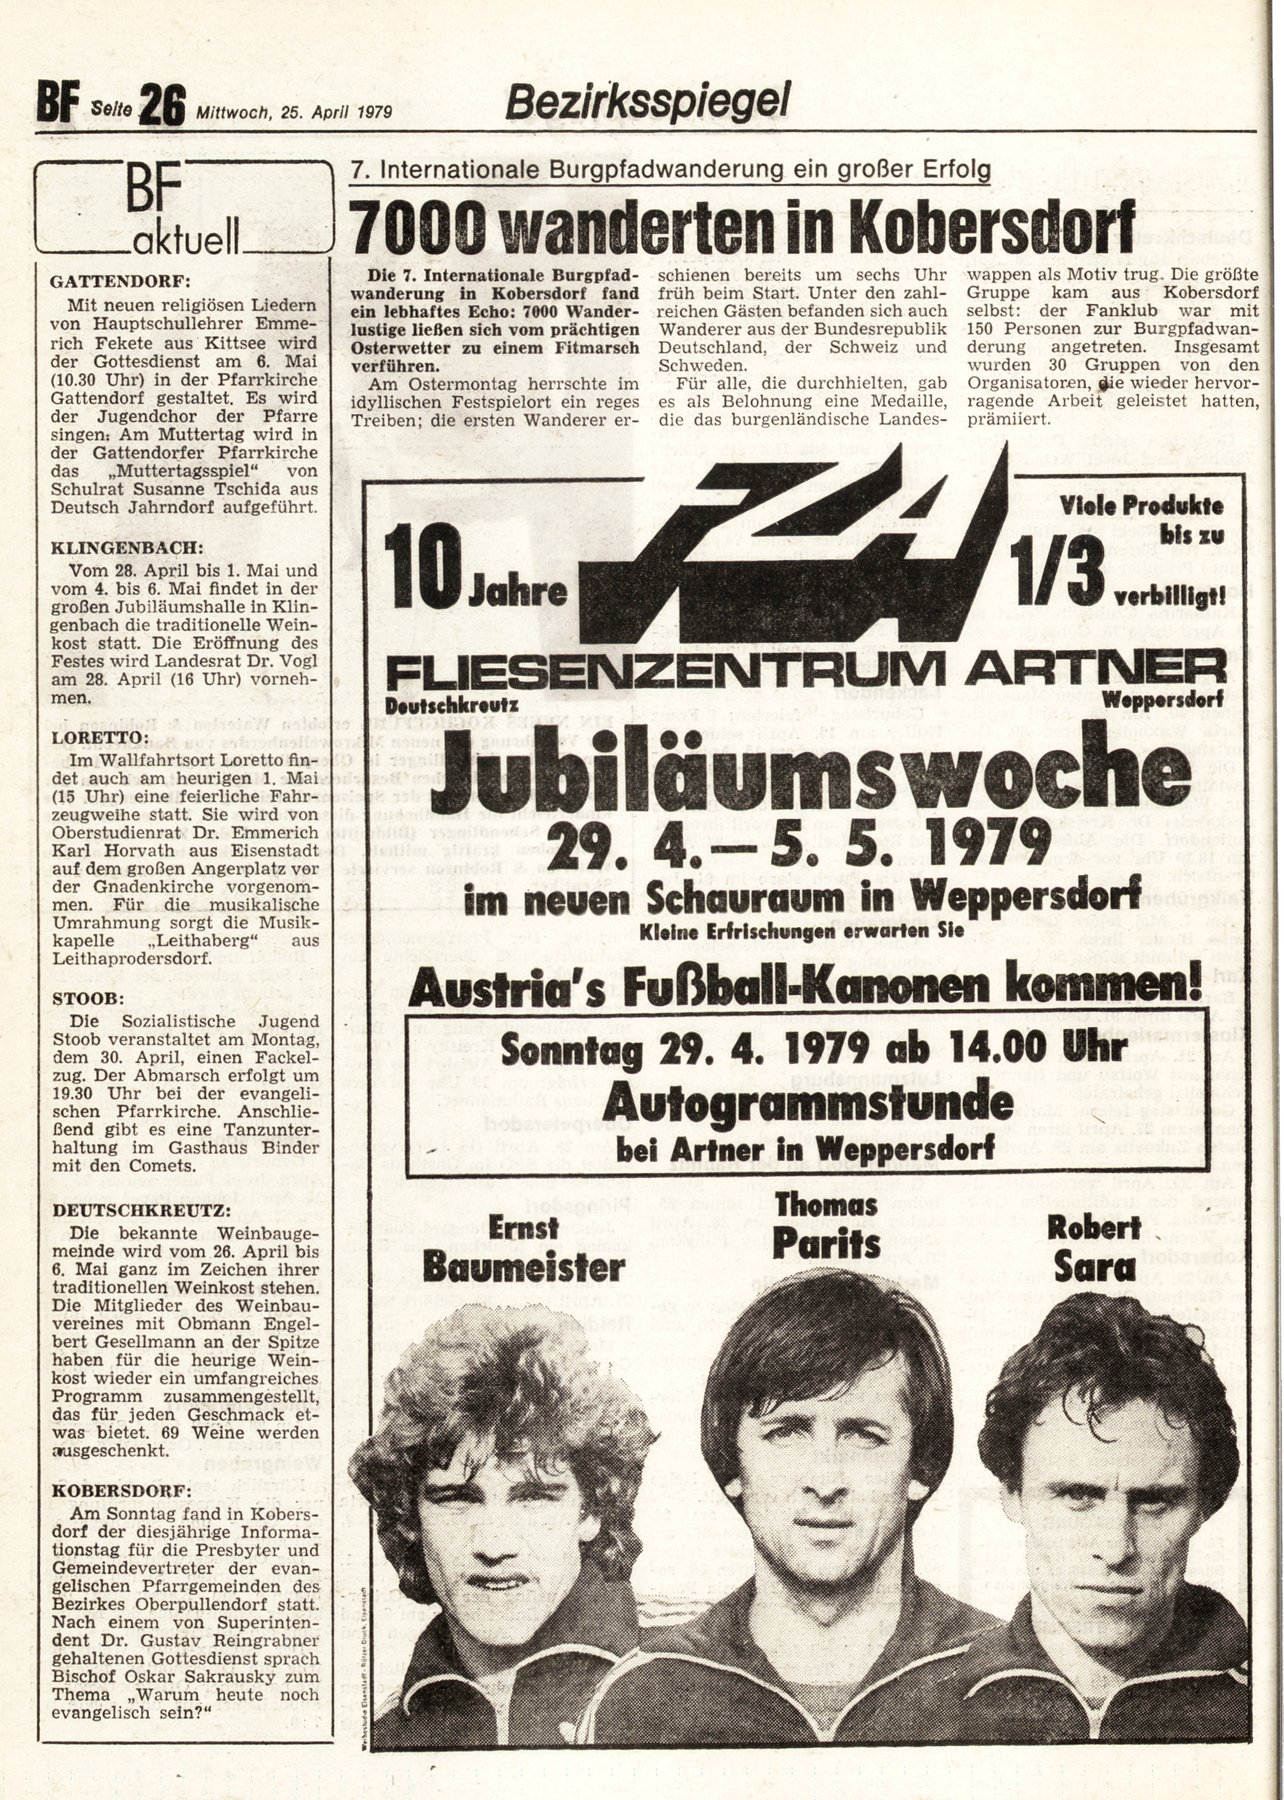 BF Seite 26 Mittwoch, 25. April 1979
Bezirksspiegel
BF
aktuell
GATTENDORF:
Mit neuen religiösen Liedern
von Hauptschullehrer Emme-
rich Fekete aus Kittsee wird
der Gottesdienst am 6. Mai
(10.30 Uhr) in der Pfarrkirche
Gattendorf gestaltet. Es wird
der Jugendchor der Pfarre
singen. Am Muttertag wird in
der Gattendorfer Pfarrkirche
das „Muttertagsspiel“ von
Schulrat Susanne Tschida aus
Deutsch Jahrndorf aufgeführt.
KLINGENBACH:
Vom 28. April bis 1. Mai und
vom 4. bis 6. Mai findet in der
großen Jubiläumshalle in Klin-
genbach die traditionelle Wein-
kost statt. Die Eröffnung des
Festes wird Landesrat Dr. Vogl
am 28. April (16 Uhr) vorneh-
men.
LORETTO:
Im Wallfahrtsort Loretto fin-
det auch am heurigen 1. Mai
(15 Uhr) eine feierliche Fahr-
zeugweihe statt. Sie wird von
Oberstudienrat Dr. Emmerich
Karl Horvath aus Eisenstadt
auf dem großen Angerplatz vor
der Gnadenkirche vorgenom-
men. Für die musikalische
Umrahmung sorgt die Musik-
kapelle „Leithaberg“ aus
Leithaprodersdorf.
STOOB:
Die Sozialistische Jugend
Stoob veranstaltet am Montag,
dem 30. April, einen Fackel-
zug. Der Abmarsch erfolgt um
19.30 Uhr bei der evangeli-
schen Pfarrkirche. Anschlie-
ßend gibt es eine Tanzunter-
haltung im Gasthaus Binder
mit den Comets.
DEUTSCHKREUTZ:
Die bekannte Weinbauge-
meinde wird vom 26. April bis
6. Mai ganz im Zeichen ihrer
traditionellen Weinkost stehen.
Die Mitglieder des Weinbau-
vereines mit Obmann Engel-
bert Gesellmann an der Spitze
haben für die heurige Wein-
kost wieder ein umfangreiches
Programm zusammengestellt,
das für jeden Geschmack et-
was bietet. 69 Weine werden
ausgeschenkt.
KOBERSDORF:
Am Sonntag fand in Kobers-
dorf der diesjährige Informa-
tionstag für die Presbyter und
Gemeindevertreter der evan-
gelischen Pfarrgemeinden des
Bezirkes Oberpullendorf statt.
Nach einem von Superinten-
dent Dr. Gustav Reingrabner
gehaltenen Gottesdienst sprach
Bischof Oskar Sakrausky zum
Thema „Warum heute noch
evangelisch sein?“
7. Internationale Burgpfadwanderung ein großer Erfolg
7000 wanderten in Kobersdorf
Die 7. Internationale Burgpfad-
wanderung in Kobersdorf fand
ein lebhaftes Echo: 7000 Wander-
lustige ließen sich vom prächtigen
Osterwetter zu einem Fitmarsch
verführen.
Am Ostermontag herrschte im
idyllischen Festspielort ein reges
Treiben; die ersten Wanderer er-
schienen bereits um sechs Uhr
früh beim Start. Unter den zahl-
reichen Gästen befanden sich auch
Wanderer aus der Bundesrepublik
Deutschland, der Schweiz und
Schweden.
Für alle, die durchhielten, gab
es als Belohnung eine Medaille,
die das burgenländische Landes-
wappen als Motiv trug. Die größte
Gruppe kam aus Kobersdorf
selbst: der Fanklub war mit
150 Personen zur Burgpfadwan-
derung angetreten. Insgesamt
wurden 30 Gruppen von den
Organisatoren, die wieder hervor-
ragende Arbeit geleistet hatten,
prämiiert.
10 Jahre
FZA
Viele Produkte
bis zu
1/3 verbilligt!
FLIESENZENTRUM ARTNER
Deutschkreutz
Weppersdorf
Jubiläumswoche
29. 4.— 5. 5. 1979
im neuen Schauraum in Weppersdorf
Kleine Erfrischungen erwarten Sie
Austria's Fußball-Kanonen kommen!
Sonntag 29. 4. 1979 ab 14.00 Uhr
Autogrammstunde
bei Artner in Weppersdorf
Ernst
Baumeister
Thomas
Parits
Robert
Sara